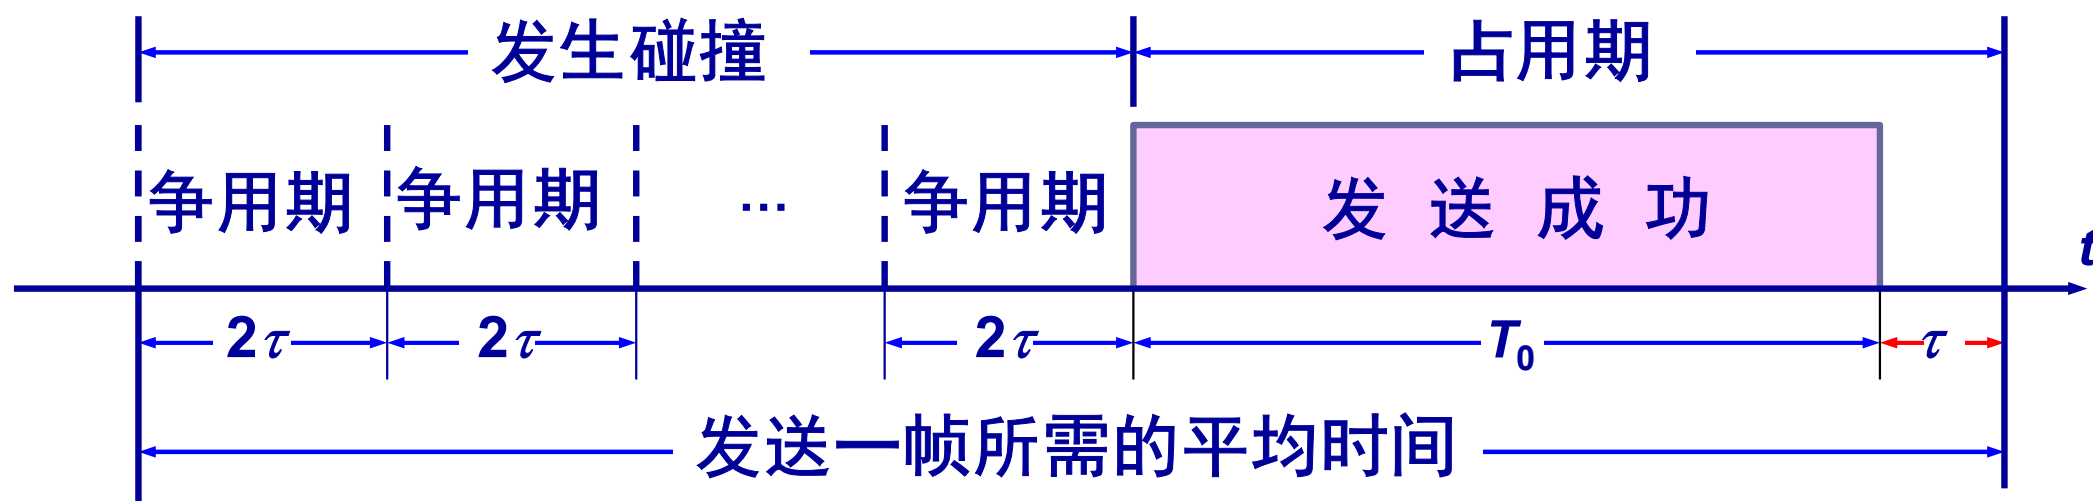 发生碰撞 占用期
争用期 争用期 … 争用期 发送成功
t
2τ 2τ 2τ T₀ τ
发送一帧所需的平均时间